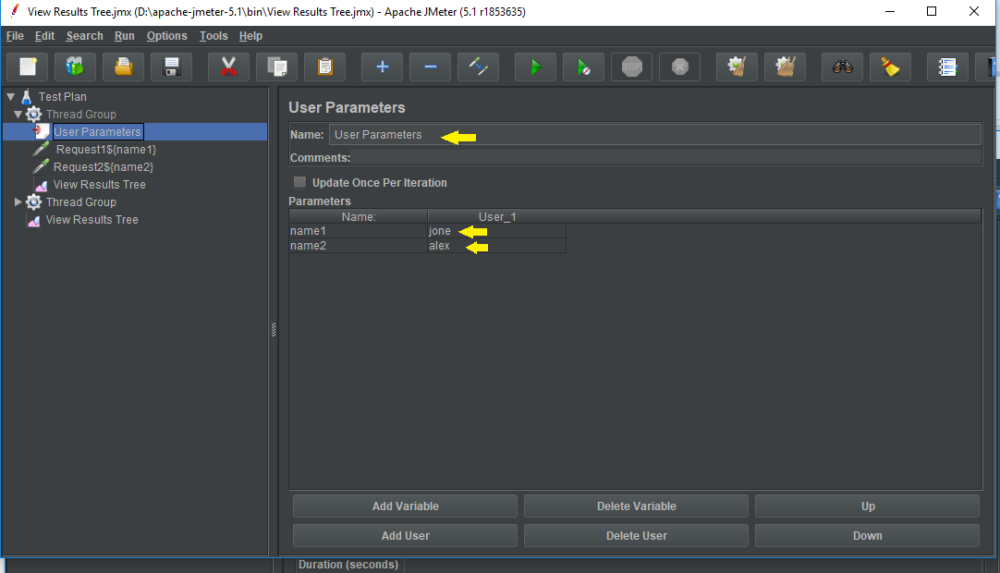 View Results Tree.jmx (D:\apache-jmeter-5.1\bin\View Results Tree.jmx) - Apache JMeter (5.1 r1853635)
File Edit Search Run Options Tools Help
Test Plan
Thread Group
User Parameters
Request1${name1}
Request2${name2}
View Results Tree
Thread Group
View Results Tree
User Parameters
Name: User Parameters
Comments:
Update Once Per Iteration
Parameters
Name: User_1
name1 jone
name2 alex
Add Variable Delete Variable Up
Add User Delete User Down
Duration (seconds)